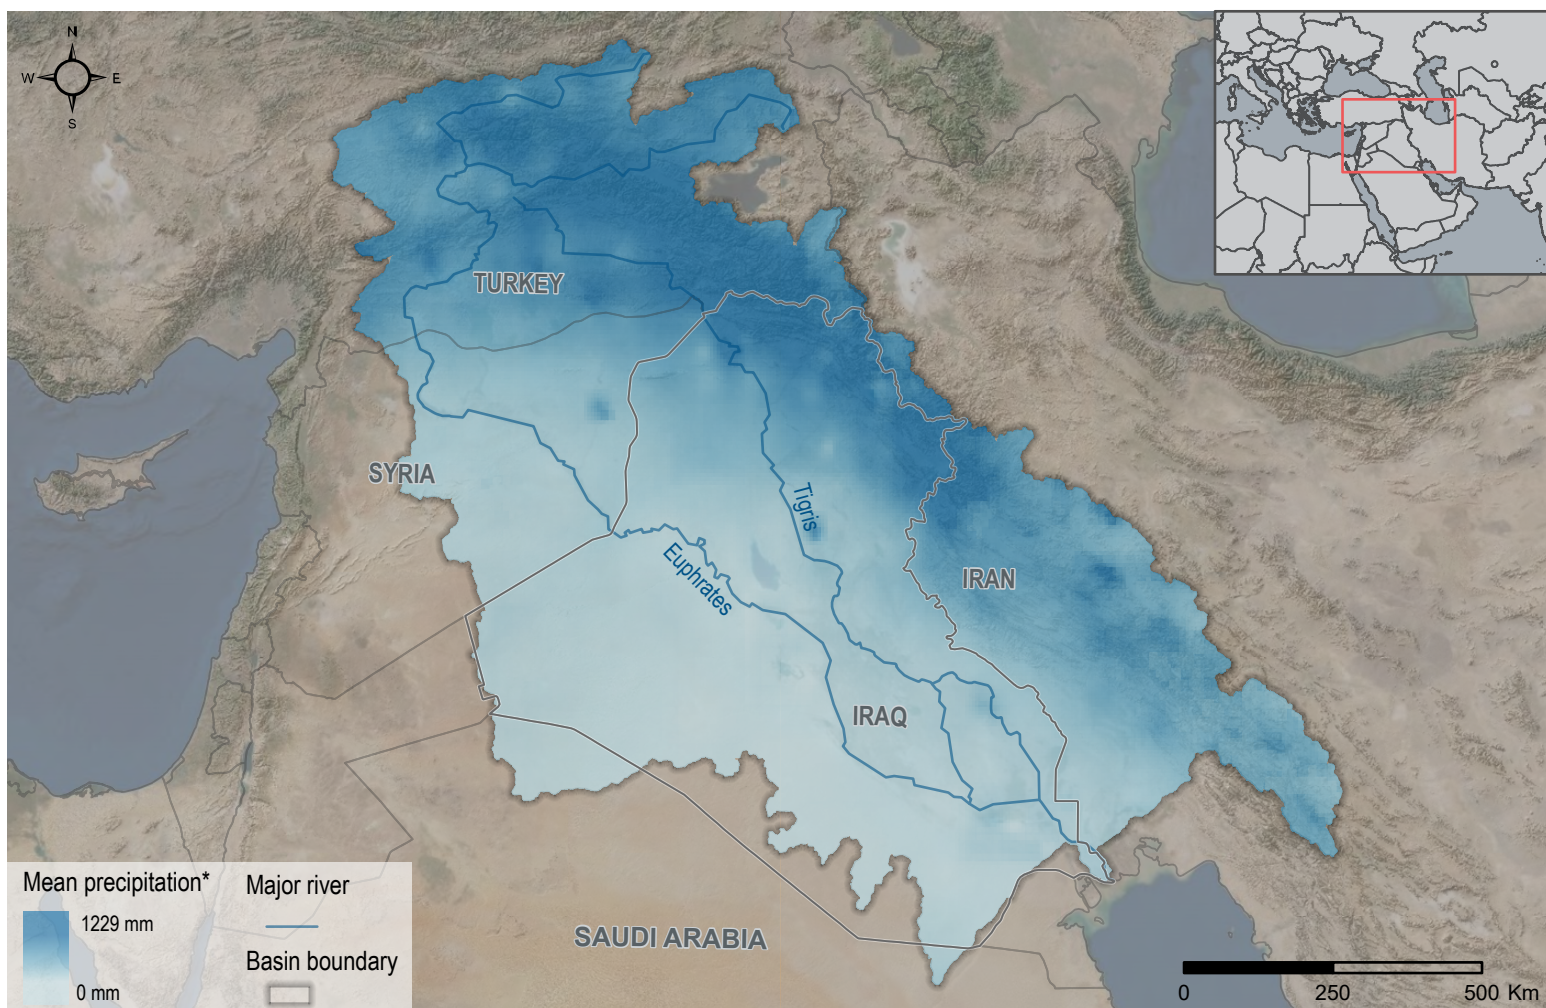 N
W E
S
TURKEY
SYRIA
Tigris
Euphrates
IRAN
IRAQ
SAUDI ARABIA
Mean precipitation*
1229 mm
0 mm
Major river
Basin boundary
0 250 500 Km